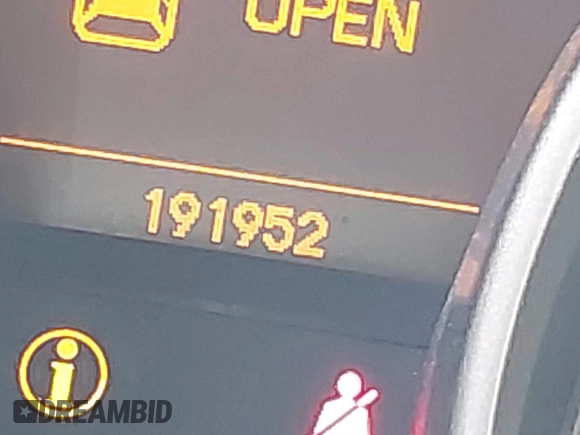 OPEN
191952
i
DREAMBID